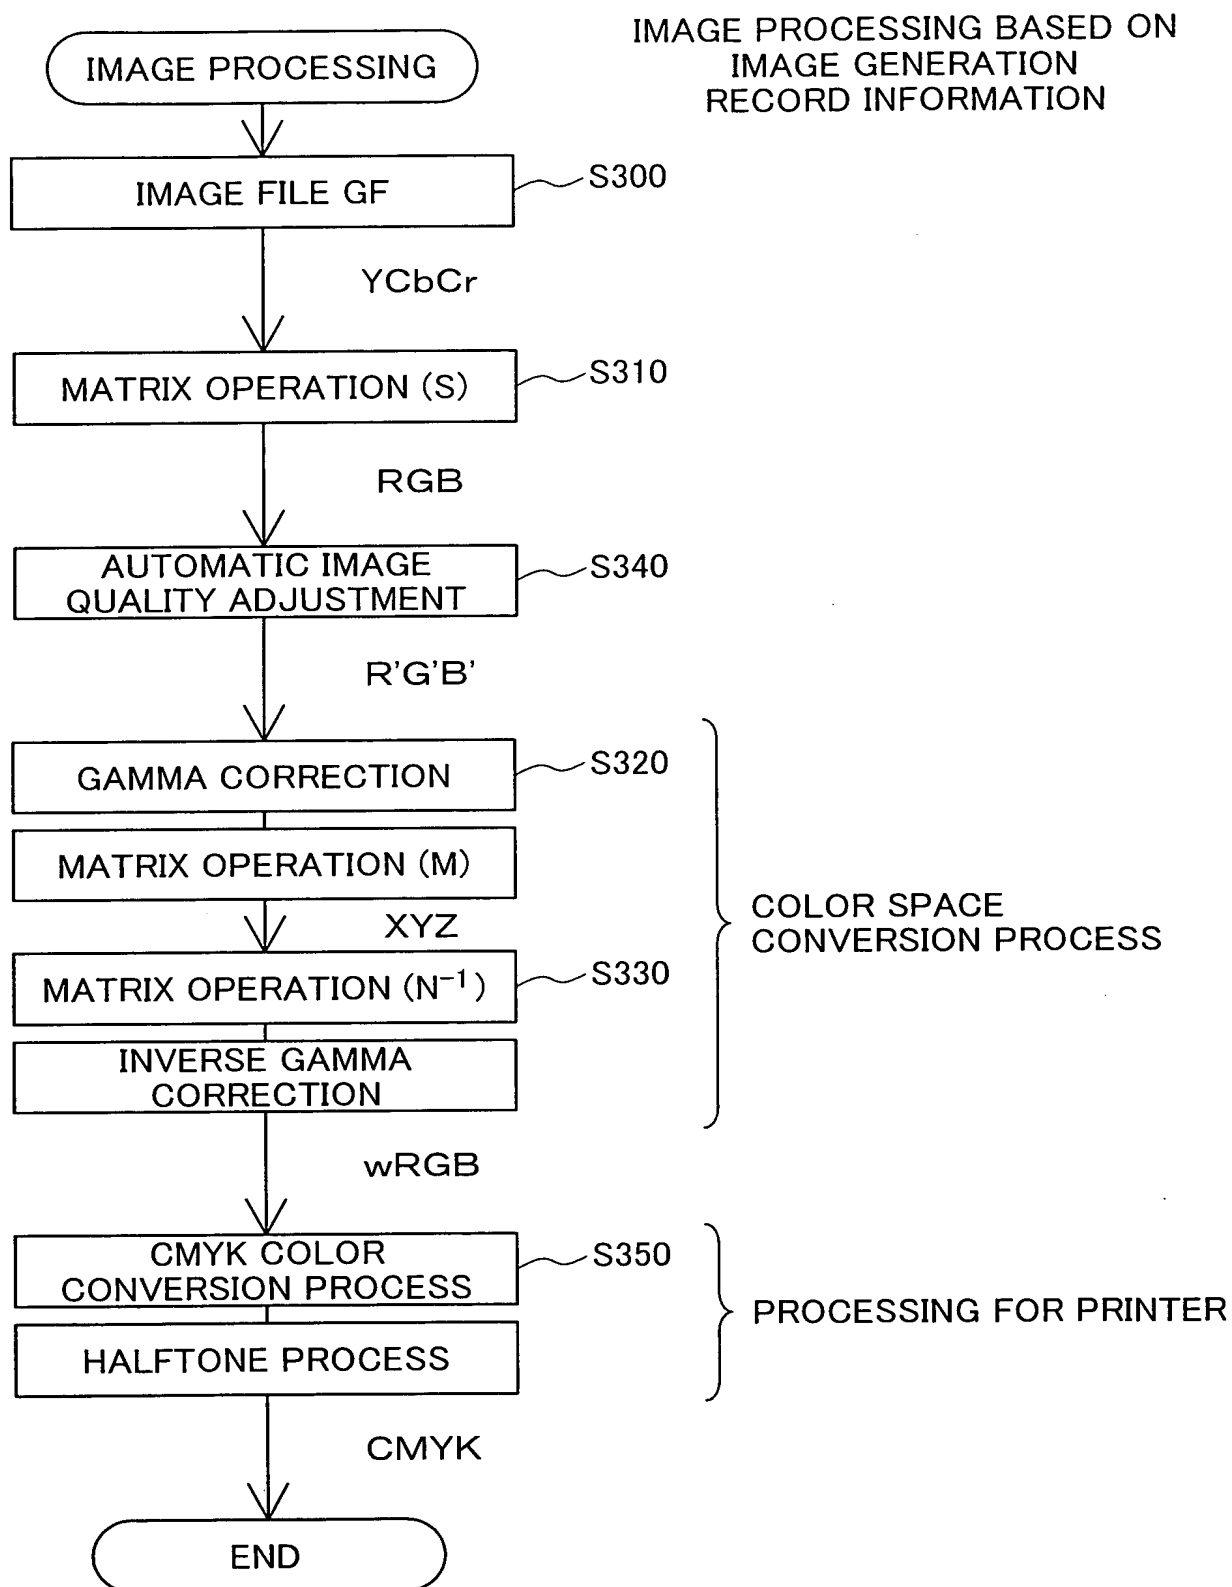 IMAGE PROCESSING BASED ON
IMAGE GENERATION
RECORD INFORMATION
IMAGE PROCESSING
IMAGE FILE GF
S300
YCbCr
MATRIX OPERATION (S)
S310
RGB
AUTOMATIC IMAGE
QUALITY ADJUSTMENT
S340
R'G'B'
GAMMA CORRECTION
S320
MATRIX OPERATION (M)
XYZ
MATRIX OPERATION (N⁻¹)
S330
INVERSE GAMMA
CORRECTION
COLOR SPACE
CONVERSION PROCESS
wRGB
CMYK COLOR
CONVERSION PROCESS
S350
HALFTONE PROCESS
PROCESSING FOR PRINTER
CMYK
END